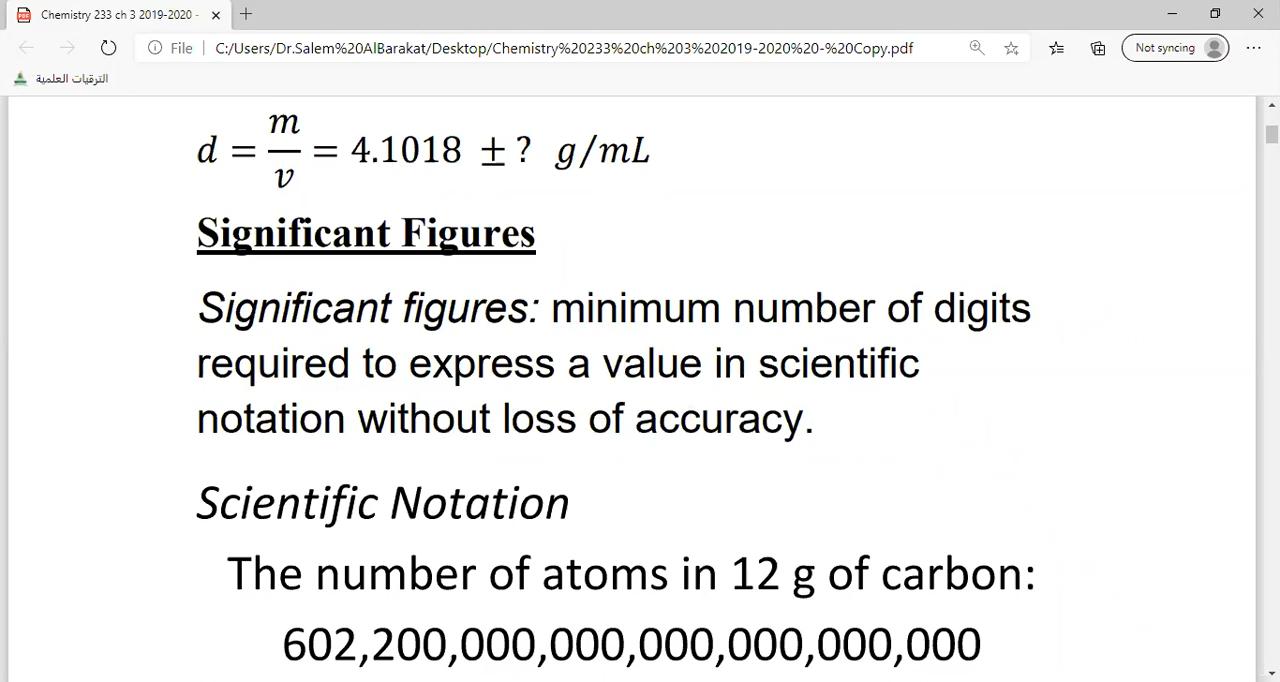 Chemistry 233 ch 3 2019-2020 -
File C:/Users/Dr.Salem%20AlBarakat/Desktop/Chemistry%20233%20ch%203%202019-2020%20-%20Copy.pdf Not syncing
الترقيات العلمية
d = m/v = 4.1018 ± ? g/mL
Significant Figures
Significant figures: minimum number of digits
required to express a value in scientific
notation without loss of accuracy.
Scientific Notation
The number of atoms in 12 g of carbon:
602,200,000,000,000,000,000,000